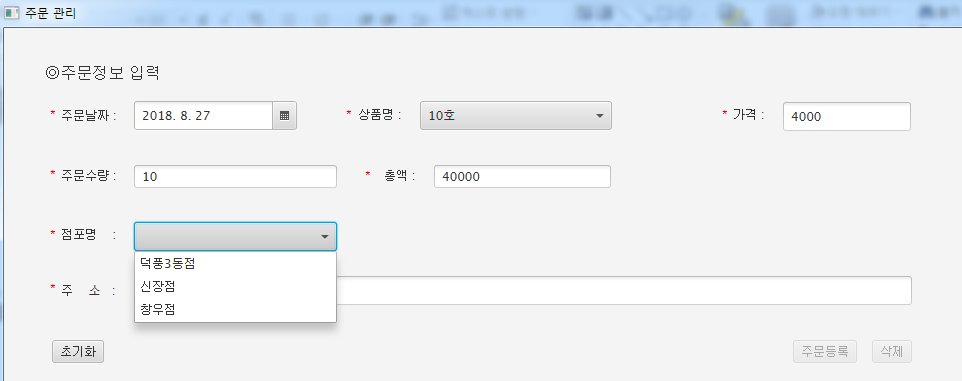 주문 관리
◎주문정보 입력
* 주문날짜 : 2018. 8. 27 * 상품명 : 10호 * 가격 : 4000
* 주문수량 : 10 * 총액 : 40000
* 점포명 :
덕풍3동점
* 주 소 :
신장점
창우점
초기화 주문등록 삭제